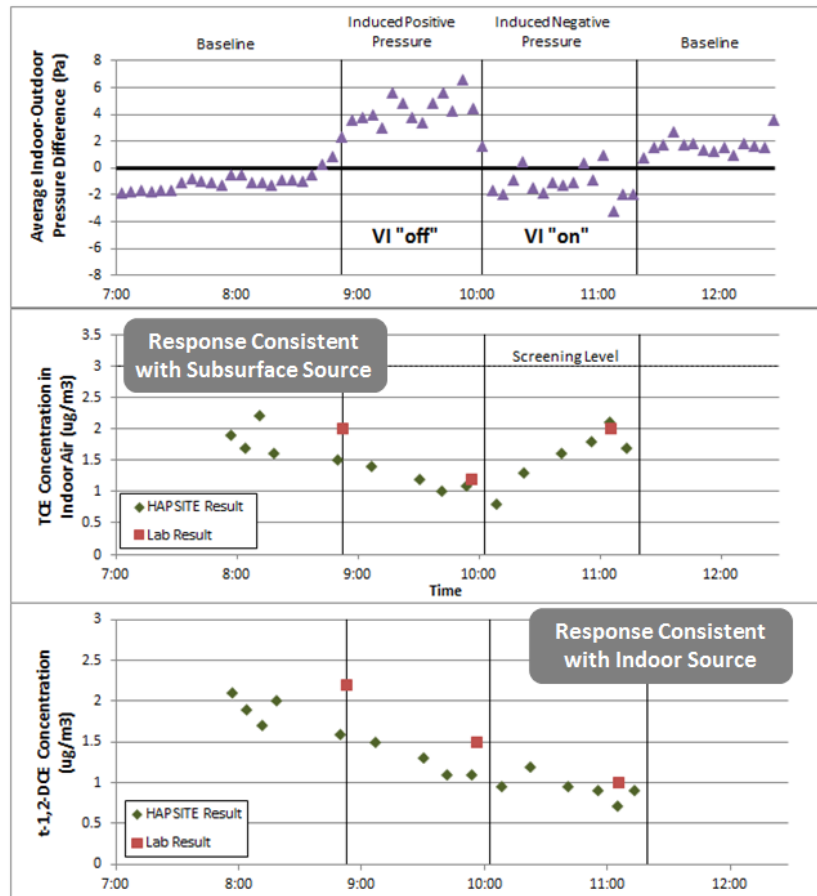 Baseline
Induced Positive
Pressure
Induced Negative
Pressure
Baseline
Average Indoor-Outdoor
Pressure Difference (Pa)
8
6
4
2
0
-2
-4
-6
-8
VI "off"
VI "on"
7:00
8:00
9:00
10:00
11:00
12:00
TCE Concentration in
Indoor Air (ug/m3)
3.5
3
2.5
2
1.5
1
0.5
0
Response Consistent
with Subsurface Source
Screening Level
HAPSITE Result
Lab Result
7:00
8:00
9:00
10:00
11:00
12:00
Time
t-1,2-DCE Concentration
(ug/m3)
3
2.5
2
1.5
1
0.5
0
Response Consistent
with Indoor Source
HAPSITE Result
Lab Result
7:00
8:00
9:00
10:00
11:00
12:00